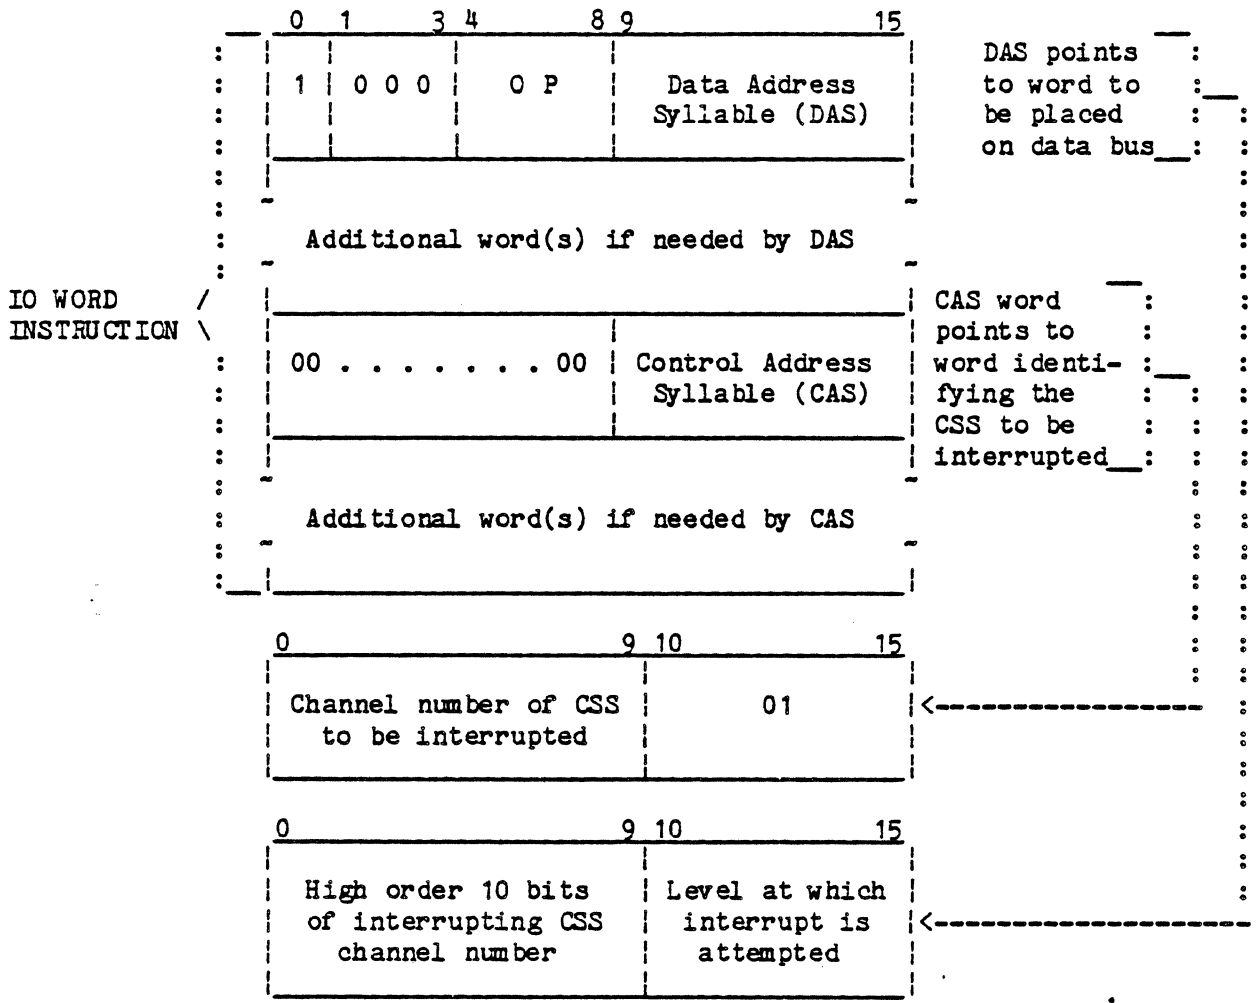 0 1 3 4 8 9 15
1 0 0 0 O P Data Address
Syllable (DAS)
DAS points
to word to
be placed
on data bus
Additional word(s) if needed by DAS
IO WORD /
INSTRUCTION \
00 . . . . . . . 00 Control Address
Syllable (CAS)
CAS word
points to
word identi-
fying the
CSS to be
interrupted
Additional word(s) if needed by CAS
0 9 10 15
Channel number of CSS
to be interrupted
01
0 9 10 15
High order 10 bits
of interrupting CSS
channel number
Level at which
interrupt is
attempted